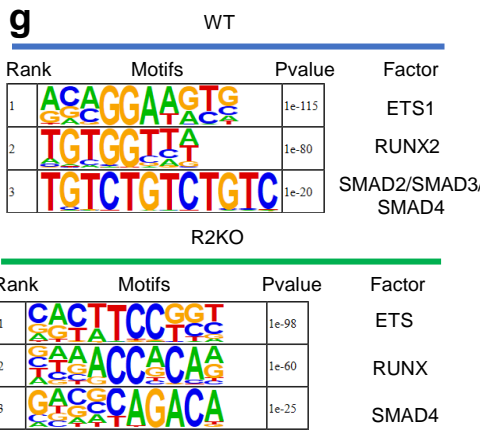 g
WT
Rank Motifs Pvalue Factor
1 ACAGGAAGTG 1e-115 ETS1
2 TGTGGTTA 1e-80 RUNX2
3 TGTCTGTCTGTC 1e-20 SMAD2/SMAD3/
SMAD4
R2KO
Rank Motifs Pvalue Factor
1 CACTTCCGGT 1e-98 ETS
2 GAAACCACAA 1e-60 RUNX
3 GACGCAGACA 1e-25 SMAD4